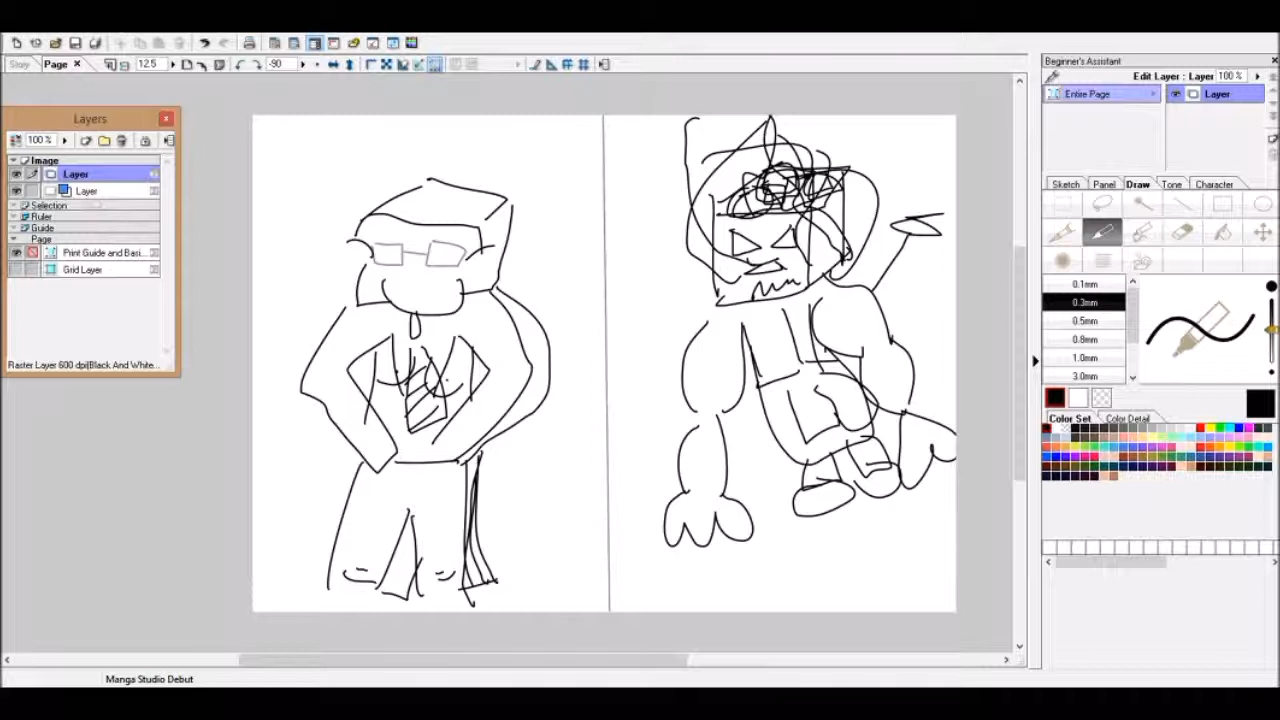 12.5
-90
Story
Page
Beginner's Assistant
Edit Layer : Layer 100 %
Entire Page
Layer
Layers
100 %
Image
Layer
Layer
Selection
Ruler
Guide
Page
Print Guide and Basi...
Grid Layer
Raster Layer 600 dpi(Black And White...
Sketch Panel Draw Tone Character
0.1mm
0.3mm
0.5mm
0.8mm
1.0mm
3.0mm
Color Set Color Detail
Manga Studio Debut